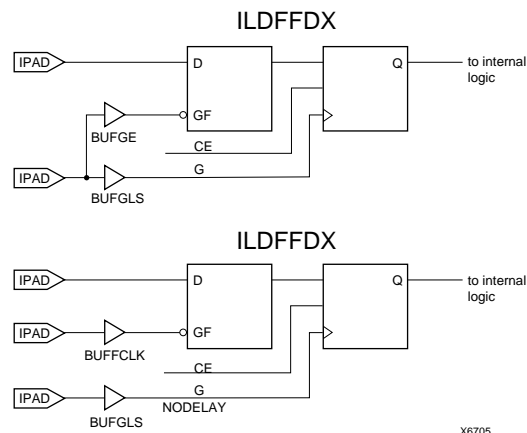 ILDFFDX
IPAD
D
Q
to internal
logic
GF
BUFGE
CE
IPAD
G
BUFGLS
ILDFFDX
IPAD
D
Q
to internal
logic
IPAD
GF
BUFFCLK
CE
IPAD
G
NODELAY
BUFGLS
X6705